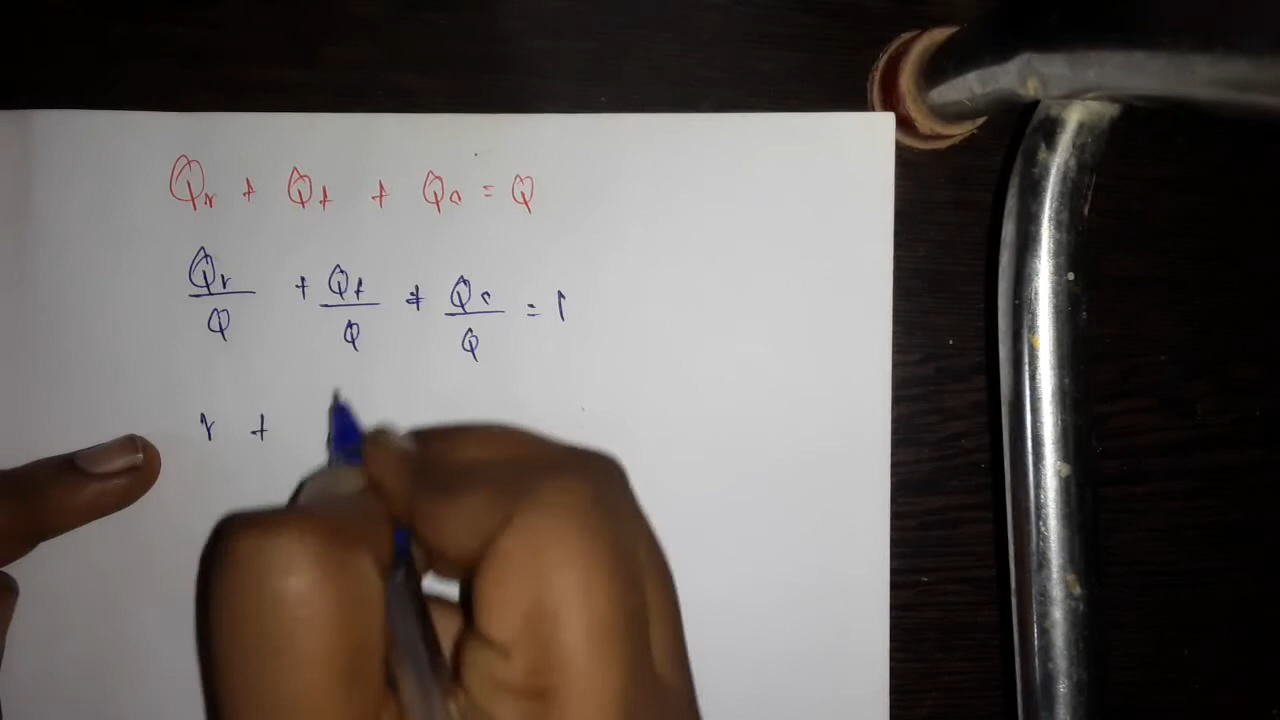 Qr + Qt + Qa = Q
Qr/Q + Qt/Q + Qa/Q = 1
r +